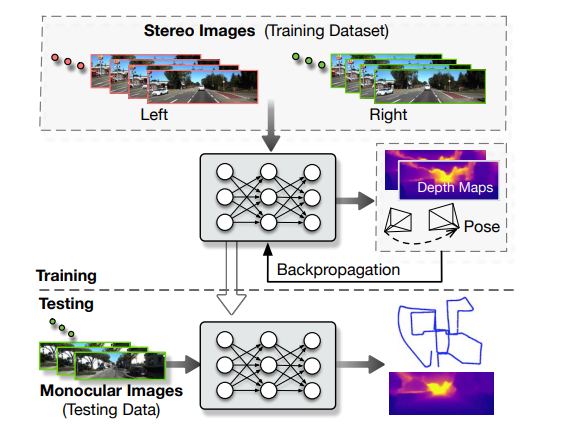 Stereo Images (Training Dataset)
Left
Right
Depth Maps
Pose
Backpropagation
Training
Testing
Monocular Images
(Testing Data)